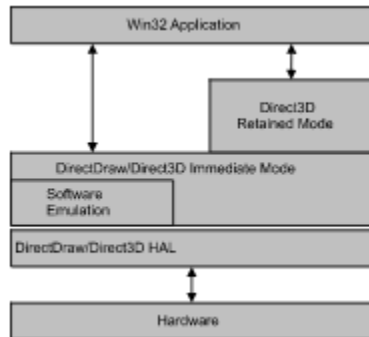 Win32 Application
Direct3D
Retained Mode
DirectDraw/Direct3D Immediate Mode
Software
Emulation
DirectDraw/Direct3D HAL
Hardware